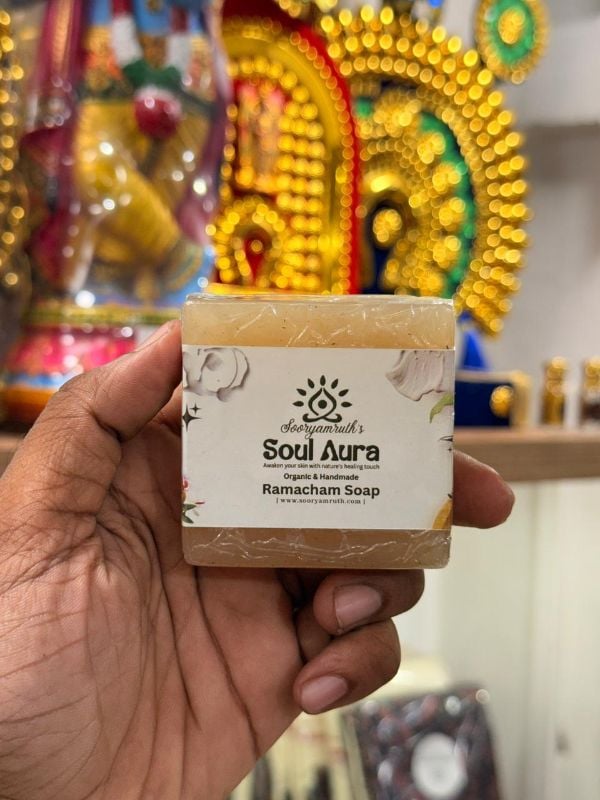 Sooryamruth's
Soul Aura
Awaken your skin with nature's healing touch
Organic & Handmade
Ramacham Soap
| www.sooryamruth.com |